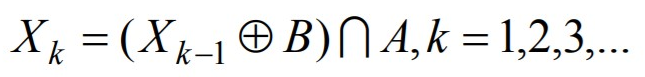 X_k = (X_{k-1} ⊕ B) ⋂ A, k = 1,2,3,...